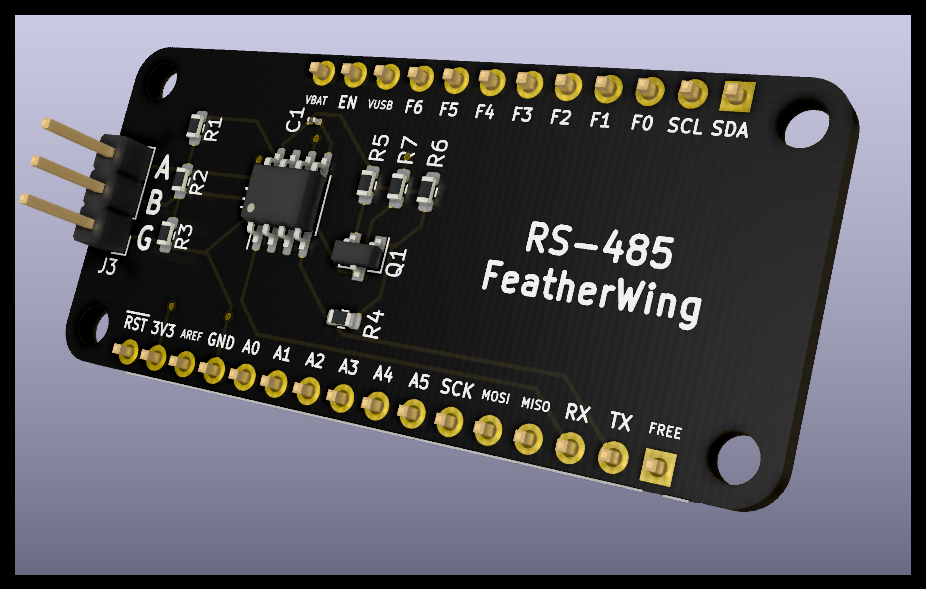 VBAT EN VUSB F6 F5 F4 F3 F2 F1 F0 SCL SDA
C1
R1
R5 R7 R6
A
R2
B
R3
G
J3
Q1
R4
RS-485
FeatherWing
RST 3V3 AREF GND A0 A1 A2 A3 A4 A5 SCK MOSI MISO RX TX FREE